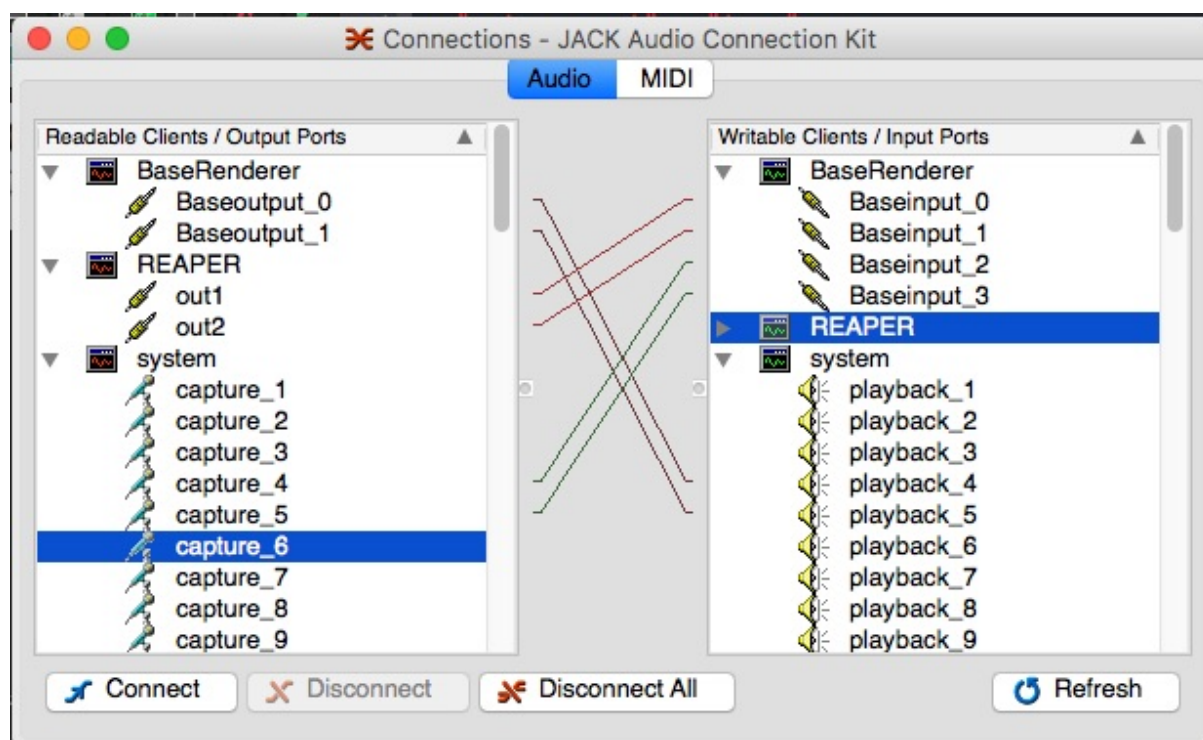 Connections - JACK Audio Connection Kit
Audio MIDI
Readable Clients / Output Ports
BaseRenderer
Baseoutput_0
Baseoutput_1
REAPER
out1
out2
system
capture_1
capture_2
capture_3
capture_4
capture_5
capture_6
capture_7
capture_8
capture_9
Writable Clients / Input Ports
BaseRenderer
Baseinput_0
Baseinput_1
Baseinput_2
Baseinput_3
REAPER
system
playback_1
playback_2
playback_3
playback_4
playback_5
playback_6
playback_7
playback_8
playback_9
Connect Disconnect Disconnect All Refresh